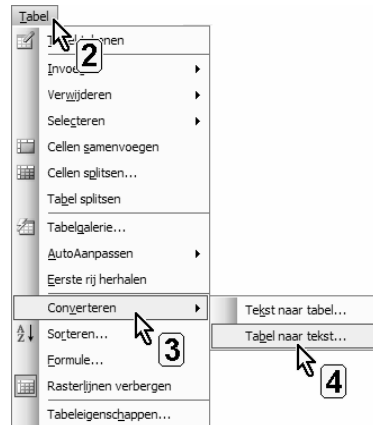 Tabel
2
Invoe
Verwijderen
Selecteren
Cellen samenvoegen
Cellen splitsen...
Tabel splitsen
Tabelgalerie...
AutoAanpassen
Eerste rij herhalen
Converteren
Tekst naar tabel...
Sorteren...
Tabel naar tekst...
3
Formule...
4
Rasterlijnen verbergen
Tabeleigenschappen...